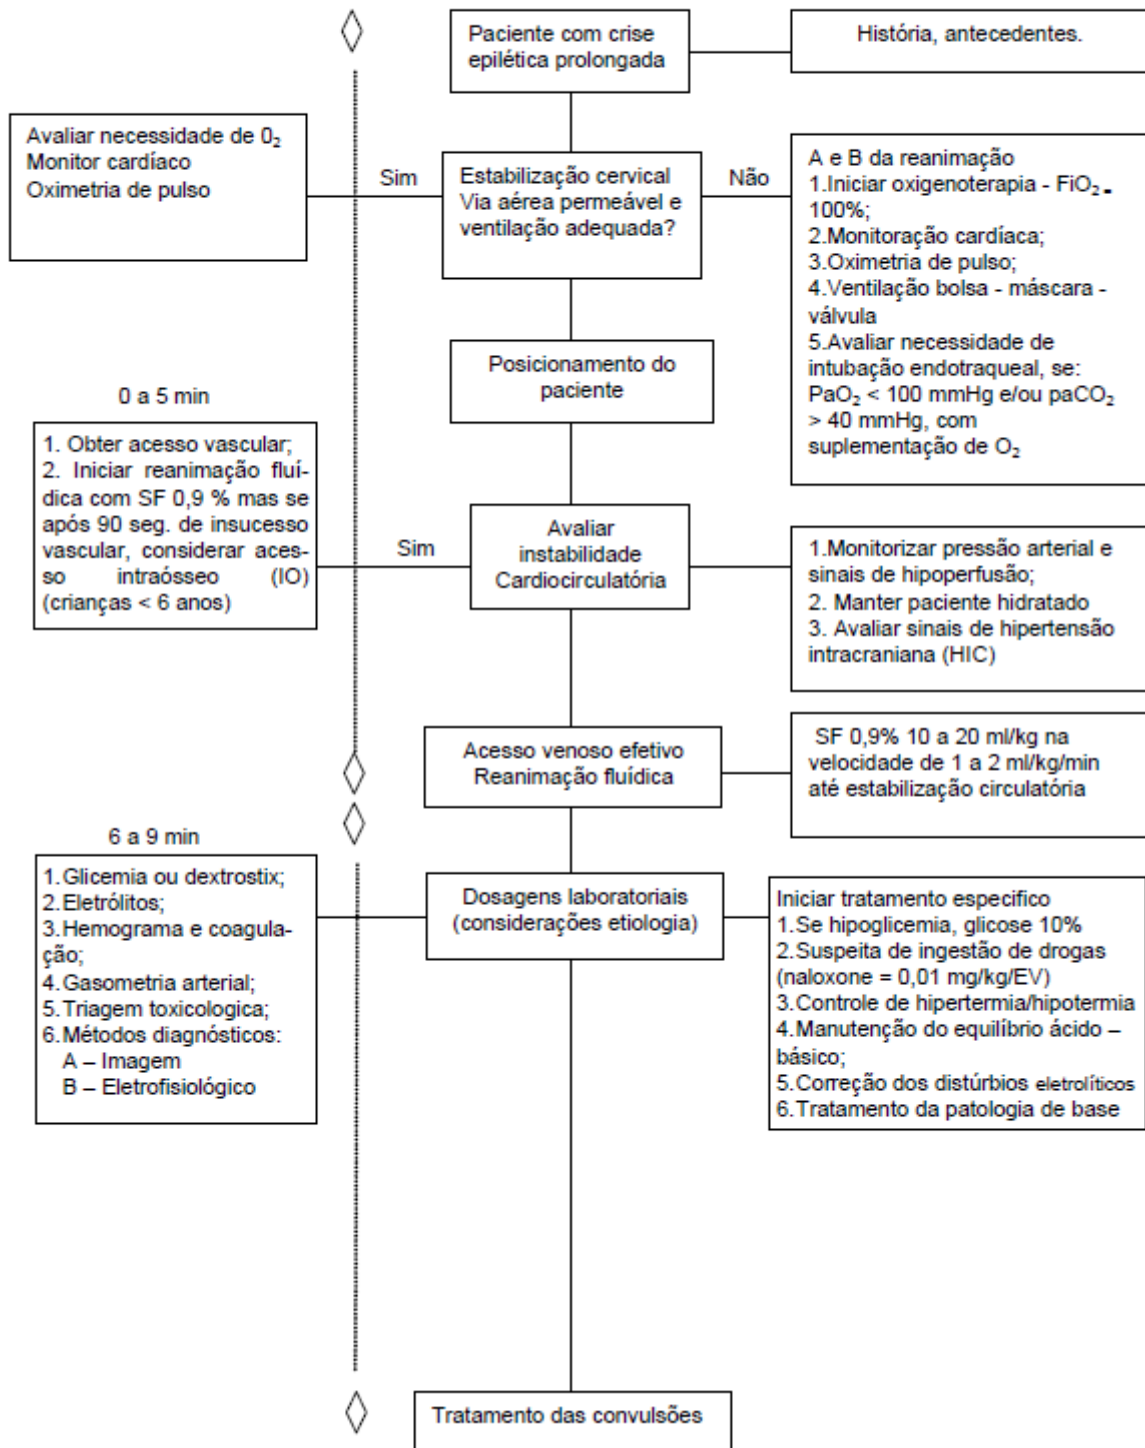 Paciente com crise
epilética prolongada
História, antecedentes.
Avaliar necessidade de 0₂
Monitor cardíaco
Oximetria de pulso
Sim
Estabilização cervical
Via aérea permeável e
ventilação adequada?
Não
A e B da reanimação
1.Iniciar oxigenoterapia - FiO₂ =
100%;
2.Monitoração cardíaca;
3.Oximetria de pulso;
4.Ventilação bolsa - máscara -
válvula
5.Avaliar necessidade de
intubação endotraqueal, se:
PaO₂ < 100 mmHg e/ou paCO₂
> 40 mmHg, com
suplementação de O₂
Posicionamento do
paciente
0 a 5 min
1. Obter acesso vascular;
2. Iniciar reanimação fluí-
dica com SF 0,9 % mas se
após 90 seg. de insucesso
vascular, considerar aces-
so intraósseo (IO)
(crianças < 6 anos)
Sim
Avaliar
instabilidade
Cardiocirculatória
1.Monitorizar pressão arterial e
sinais de hipoperfusão;
2. Manter paciente hidratado
3. Avaliar sinais de hipertensão
intracraniana (HIC)
Acesso venoso efetivo
Reanimação fluídica
SF 0,9% 10 a 20 ml/kg na
velocidade de 1 a 2 ml/kg/min
até estabilização circulatória
6 a 9 min
1.Glicemia ou dextrostix;
2.Eletrólitos;
3.Hemograma e coagula-
ção;
4.Gasometria arterial;
5.Triagem toxicologica;
6.Métodos diagnósticos:
A – Imagem
B – Eletrofisiológico
Dosagens laboratoriais
(considerações etiologia)
Iniciar tratamento especifico
1.Se hipoglicemia, glicose 10%
2.Suspeita de ingestão de drogas
(naloxone = 0,01 mg/kg/EV)
3.Controle de hipertermia/hipotermia
4.Manutenção do equilíbrio ácido –
básico;
5.Correção dos distúrbios eletrolíticos
6.Tratamento da patologia de base
Tratamento das convulsões